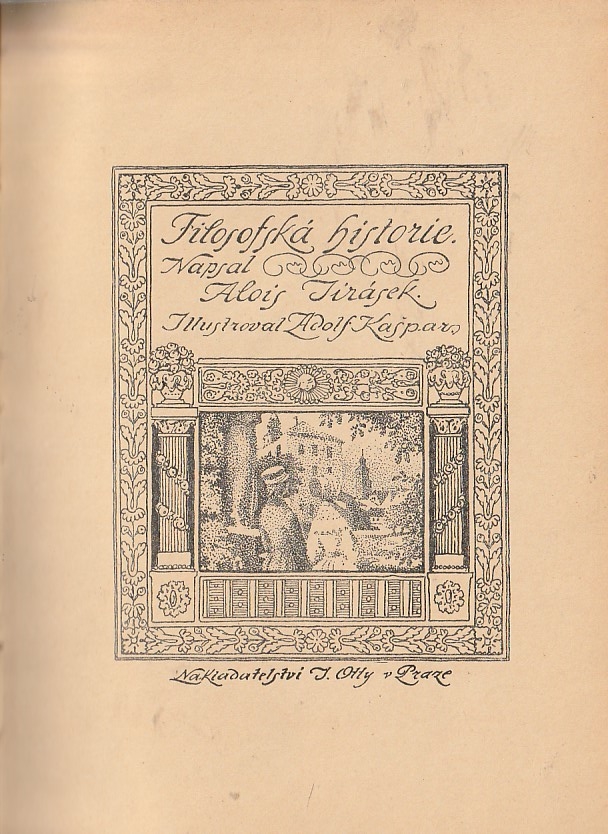 Filosofská historie.
Napsal
Alois Jirásek.
Illustroval Adolf Kašpar
Nakladatelství J. Otty v Praze